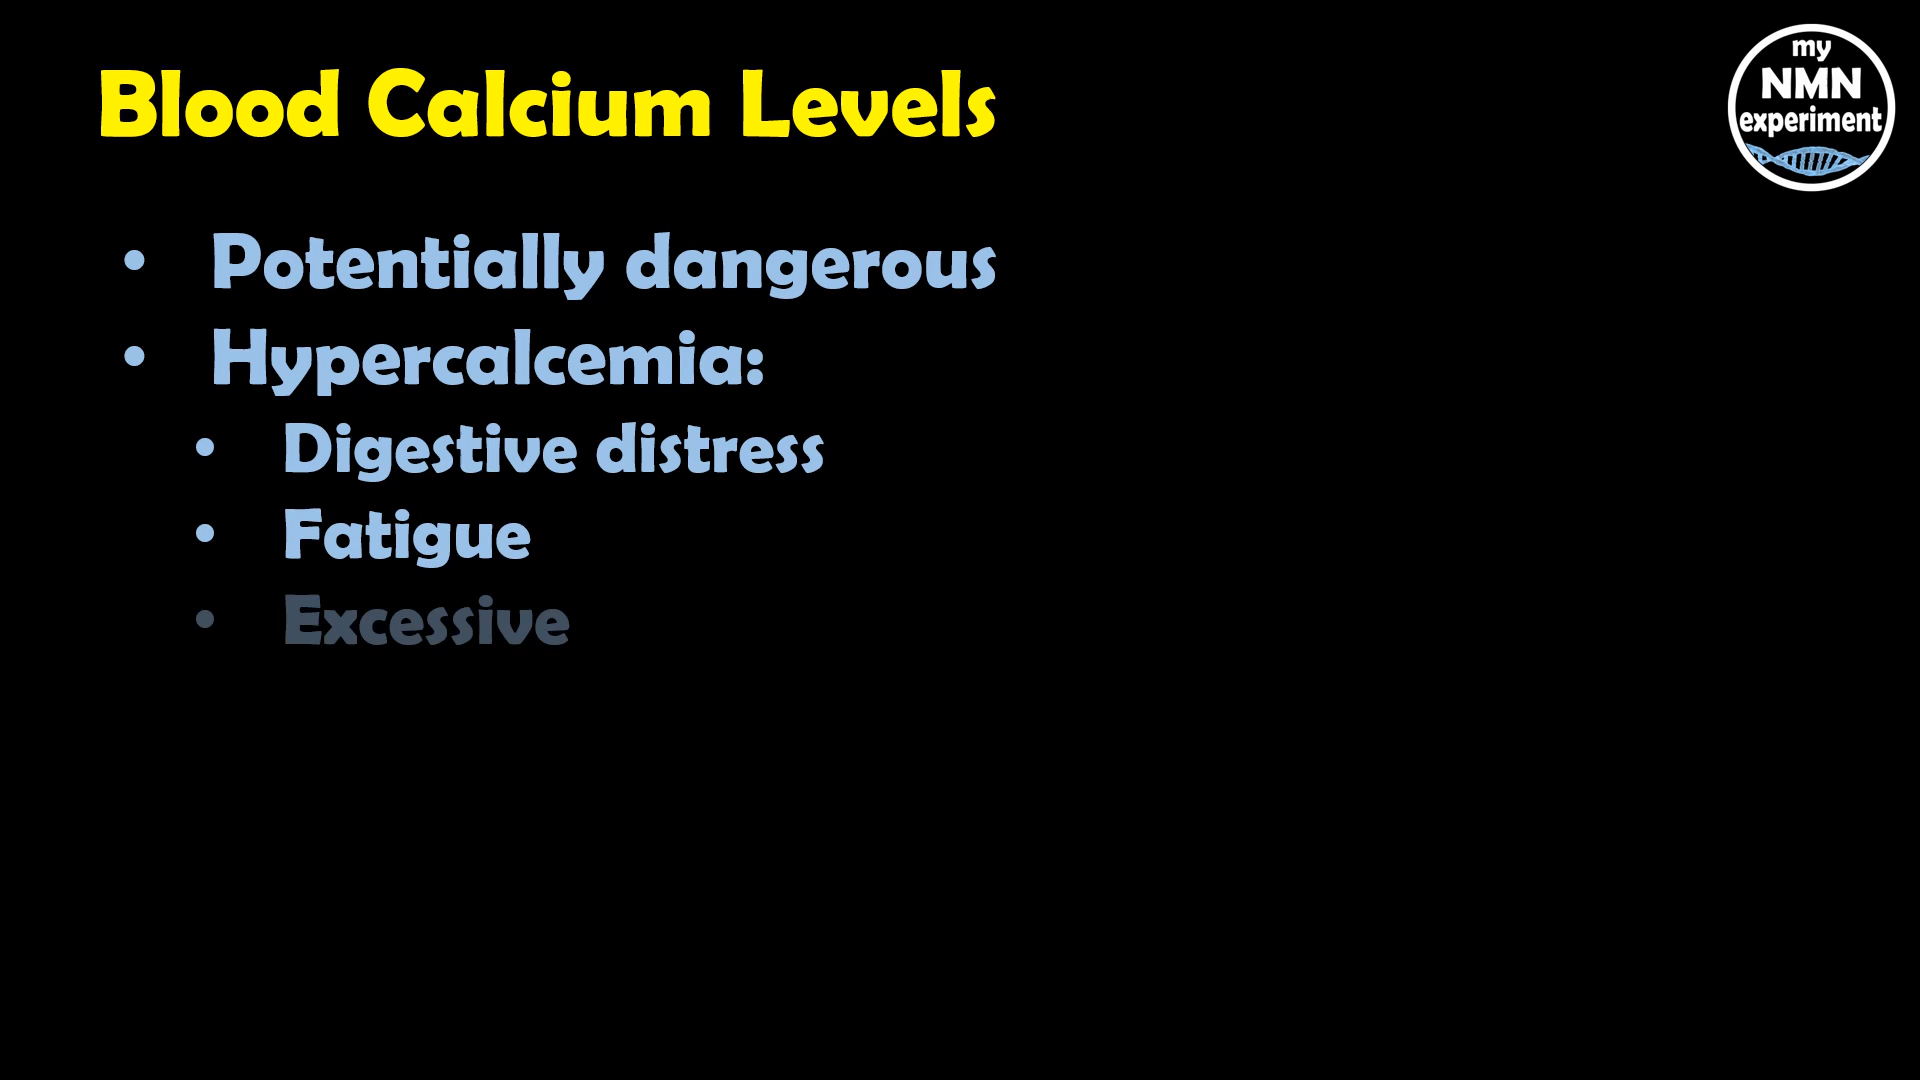 Blood Calcium Levels
my
NMN
experiment
• Potentially dangerous
• Hypercalcemia:
• Digestive distress
• Fatigue
• Excessive